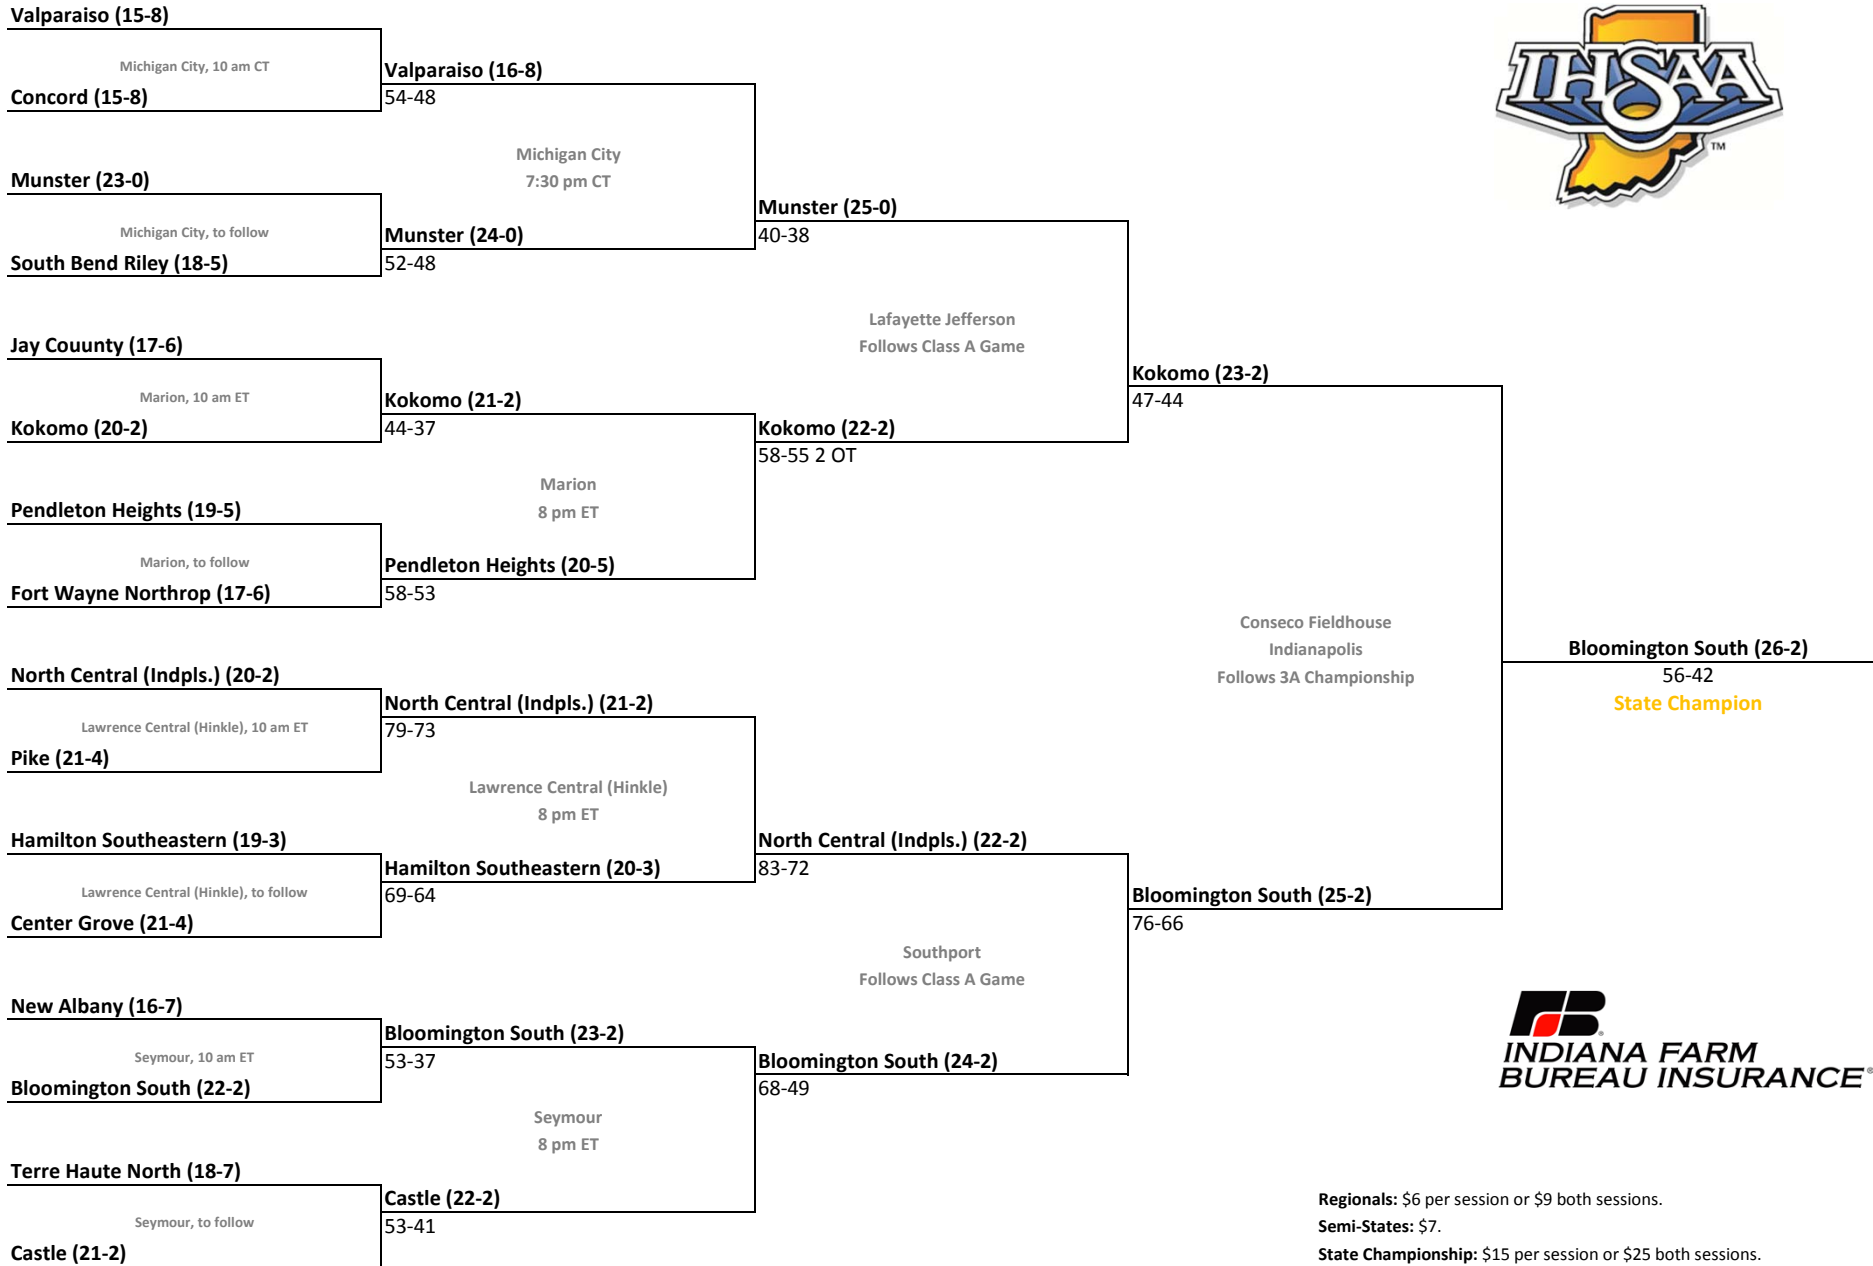 Valparaiso (15-8)
Michigan City, 10 am CT
Concord (15-8)
Munster (23-0)
Michigan City, to follow
South Bend Riley (18-5)
Jay Couunty (17-6)
Marion, 10 am ET
Kokomo (20-2)
Pendleton Heights (19-5)
Marion, to follow
Fort Wayne Northrop (17-6)
North Central (Indpls.) (20-2)
Lawrence Central (Hinkle), 10 am ET
Pike (21-4)
Hamilton Southeastern (19-3)
Lawrence Central (Hinkle), to follow
Center Grove (21-4)
New Albany (16-7)
Seymour, 10 am ET
Bloomington South (22-2)
Terre Haute North (18-7)
Seymour, to follow
Castle (21-2)
Valparaiso (16-8)
54-48
Michigan City
7:30 pm CT
Munster (24-0)
52-48
Kokomo (21-2)
44-37
Marion
8 pm ET
Pendleton Heights (20-5)
58-53
North Central (Indpls.) (21-2)
79-73
Lawrence Central (Hinkle)
8 pm ET
Hamilton Southeastern (20-3)
69-64
Bloomington South (23-2)
53-37
Seymour
8 pm ET
Castle (22-2)
53-41
Munster (25-0)
40-38
Lafayette Jefferson
Follows Class A Game
Kokomo (22-2)
58-55 2 OT
North Central (Indpls.) (22-2)
83-72
Southport
Follows Class A Game
Bloomington South (24-2)
68-49
Kokomo (23-2)
47-44
Conseco Fieldhouse
Indianapolis
Follows 3A Championship
Bloomington South (25-2)
76-66
Bloomington South (26-2)
56-42
State Champion
IHSAA
TM
INDIANA FARM
BUREAU INSURANCE®
Regionals: $6 per session or $9 both sessions.
Semi-States: $7.
State Championship: $15 per session or $25 both sessions.